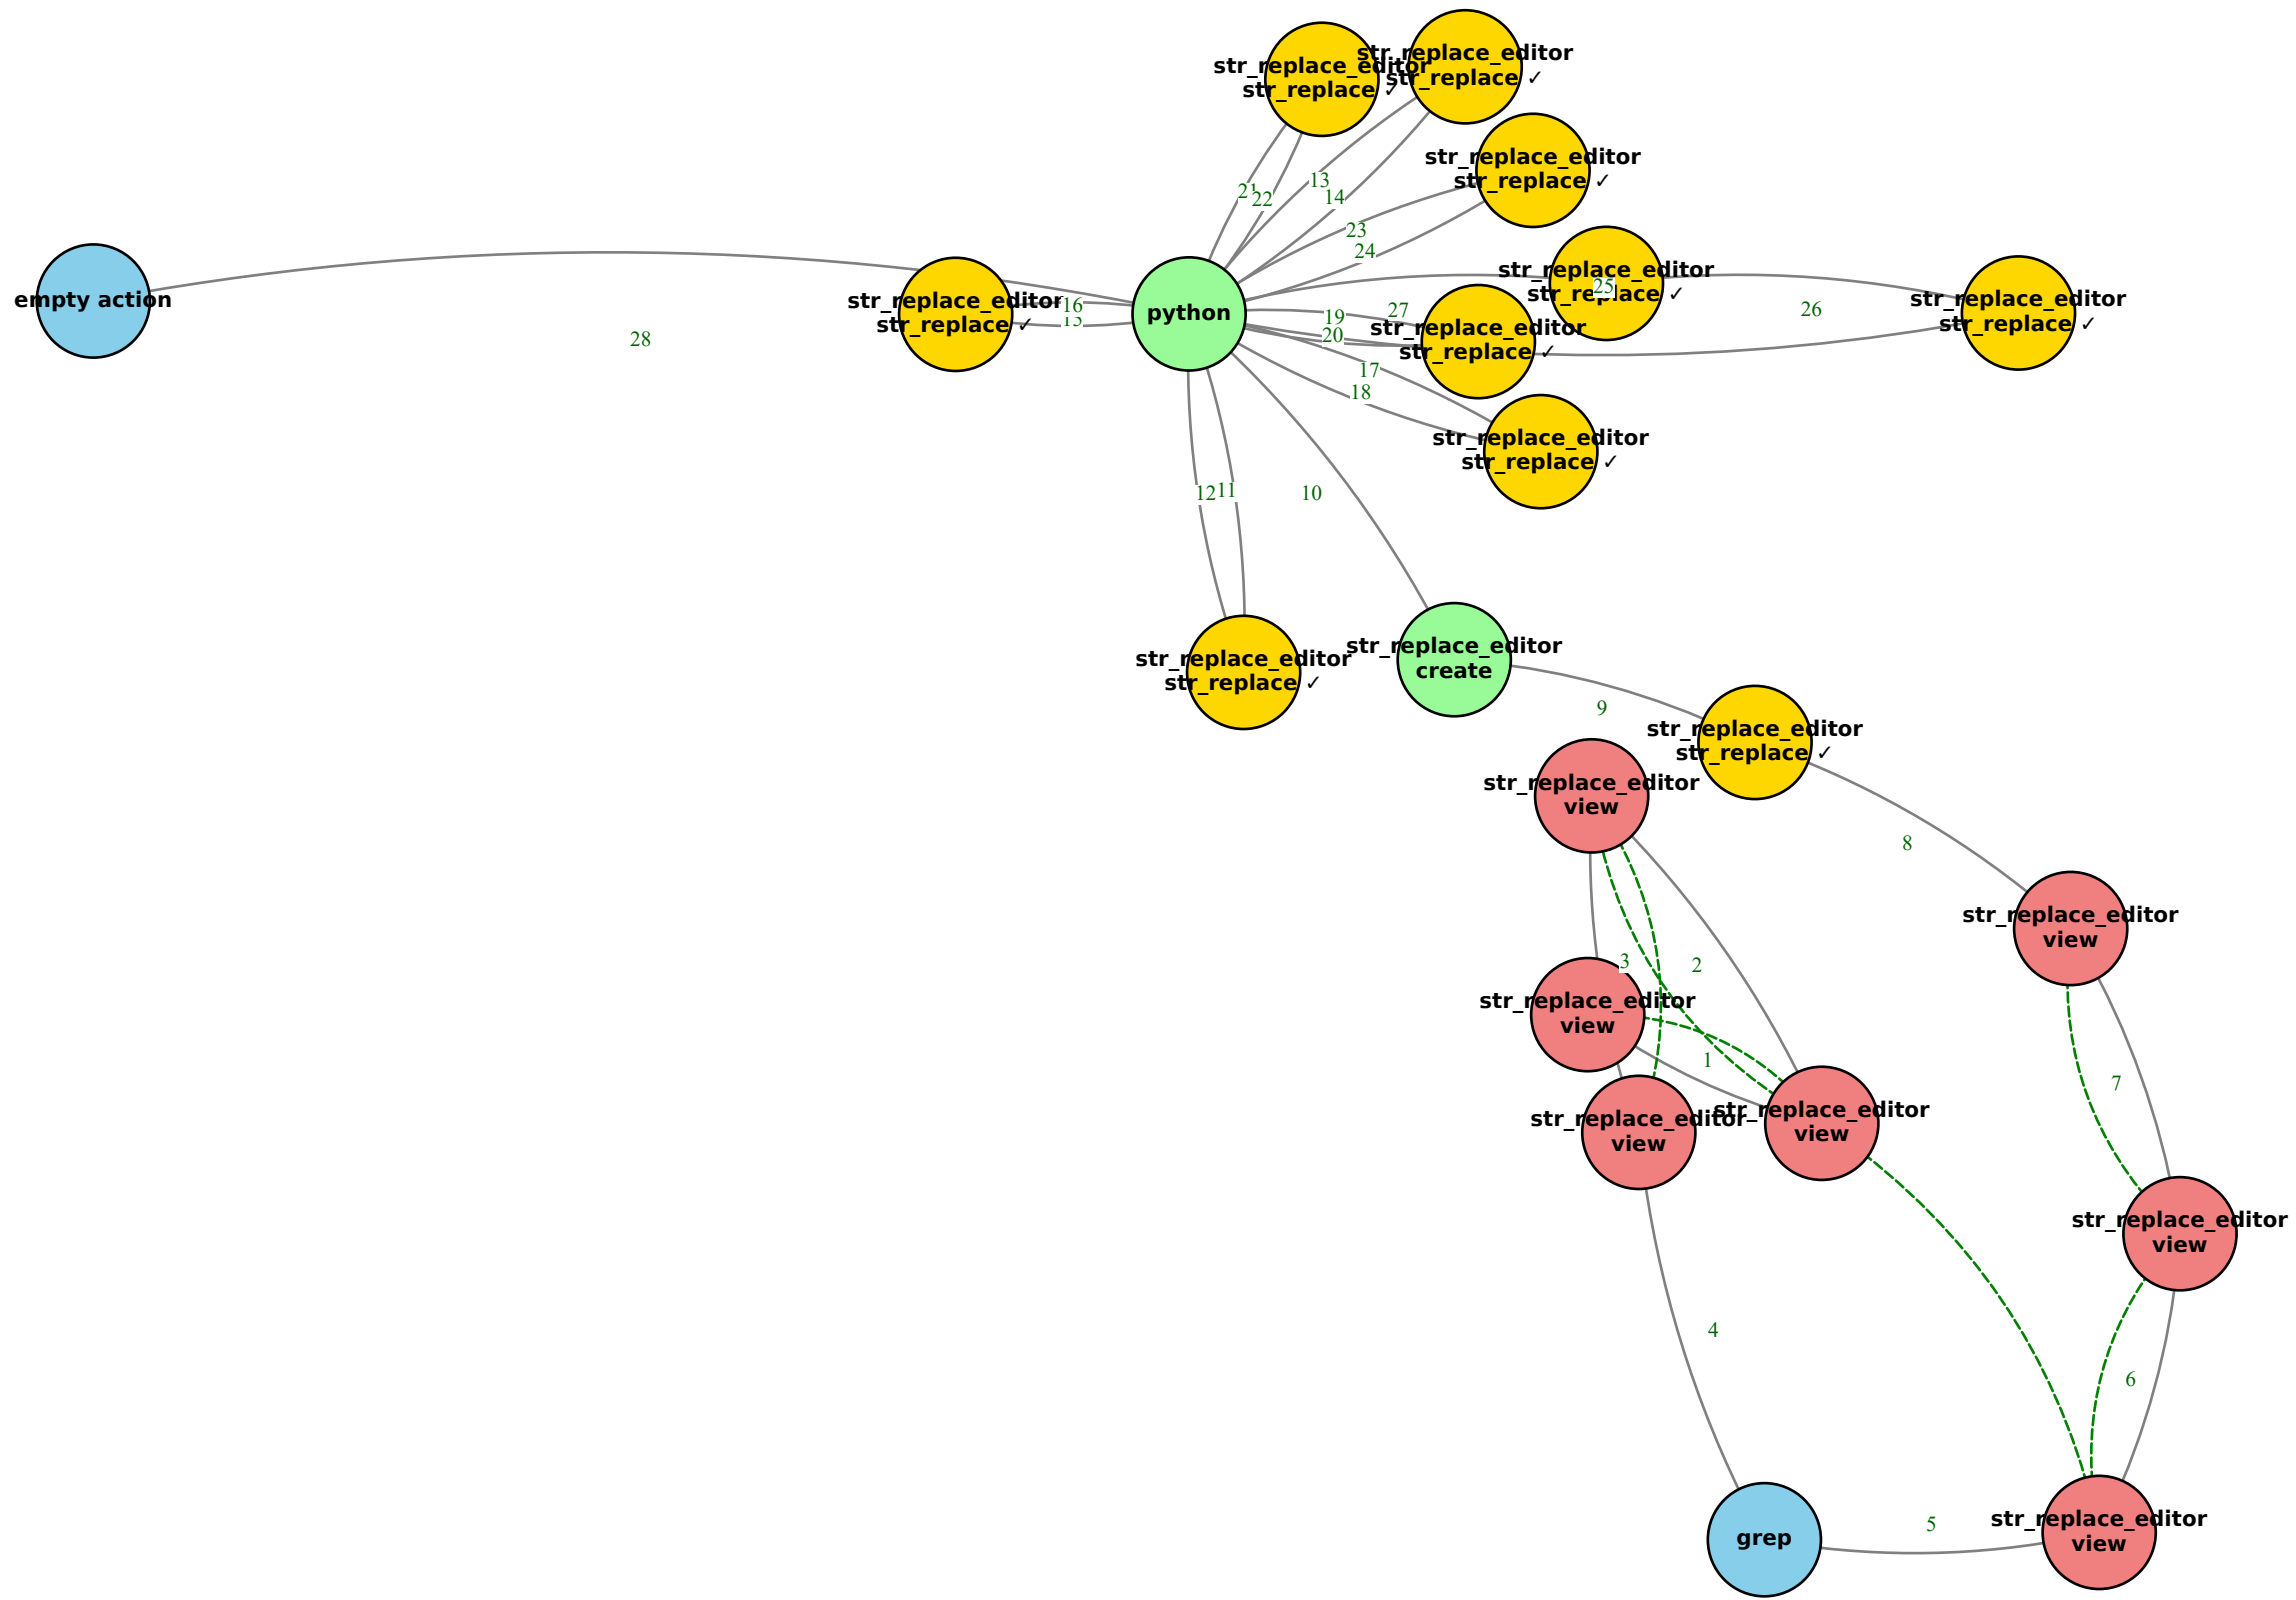 str_replace_editor
str_replace ✓
str_replace_editor
str_replace ✓
str_replace_editor
str_replace ✓
21
22
13
14
23
24
str_replace_editor
str_replace ✓
25
26
str_replace_editor
str_replace ✓
empty action
28
str_replace_editor
str_replace ✓
16
15
python
19
20
27
str_replace_editor
str_replace ✓
17
18
str_replace_editor
str_replace ✓
12
11
10
str_replace_editor
str_replace ✓
str_replace_editor
create
9
str_replace_editor
str_replace ✓
str_replace_editor
view
8
str_replace_editor
view
3
2
str_replace_editor
view
1
7
str_replace_editor
view
str_replace_editor
view
str_replace_editor
view
4
6
5
grep
str_replace_editor
view